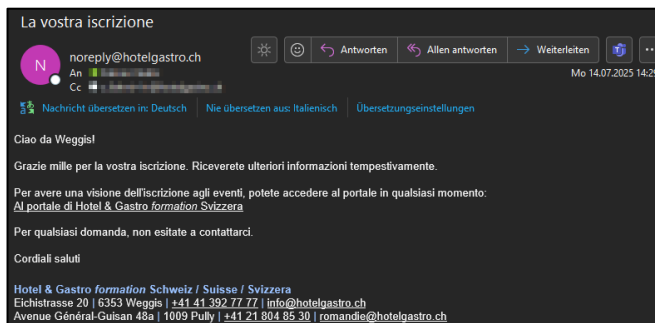 La vostra iscrizione
N
noreply@hotelgastro.ch
Antworten
Allen antworten
Weiterleiten
An
Cc
Mo 14.07.2025 14:29
Nachricht übersetzen in: Deutsch
Nie übersetzen aus: Italienisch
Übersetzungseinstellungen
Ciao da Weggis!
Grazie mille per la vostra iscrizione. Riceverete ulteriori informazioni tempestivamente.
Per avere una visione dell'iscrizione agli eventi, potete accedere al portale in qualsiasi momento:
Al portale di Hotel & Gastro formation Svizzera
Per qualsiasi domanda, non esitate a contattarci.
Cordiali saluti
Hotel & Gastro formation Schweiz / Suisse / Svizzera
Eichistrasse 20 | 6353 Weggis | +41 41 392 77 77 | info@hotelgastro.ch
Avenue Général-Guisan 48a | 1009 Pully | +41 21 804 85 30 | romandie@hotelgastro.ch